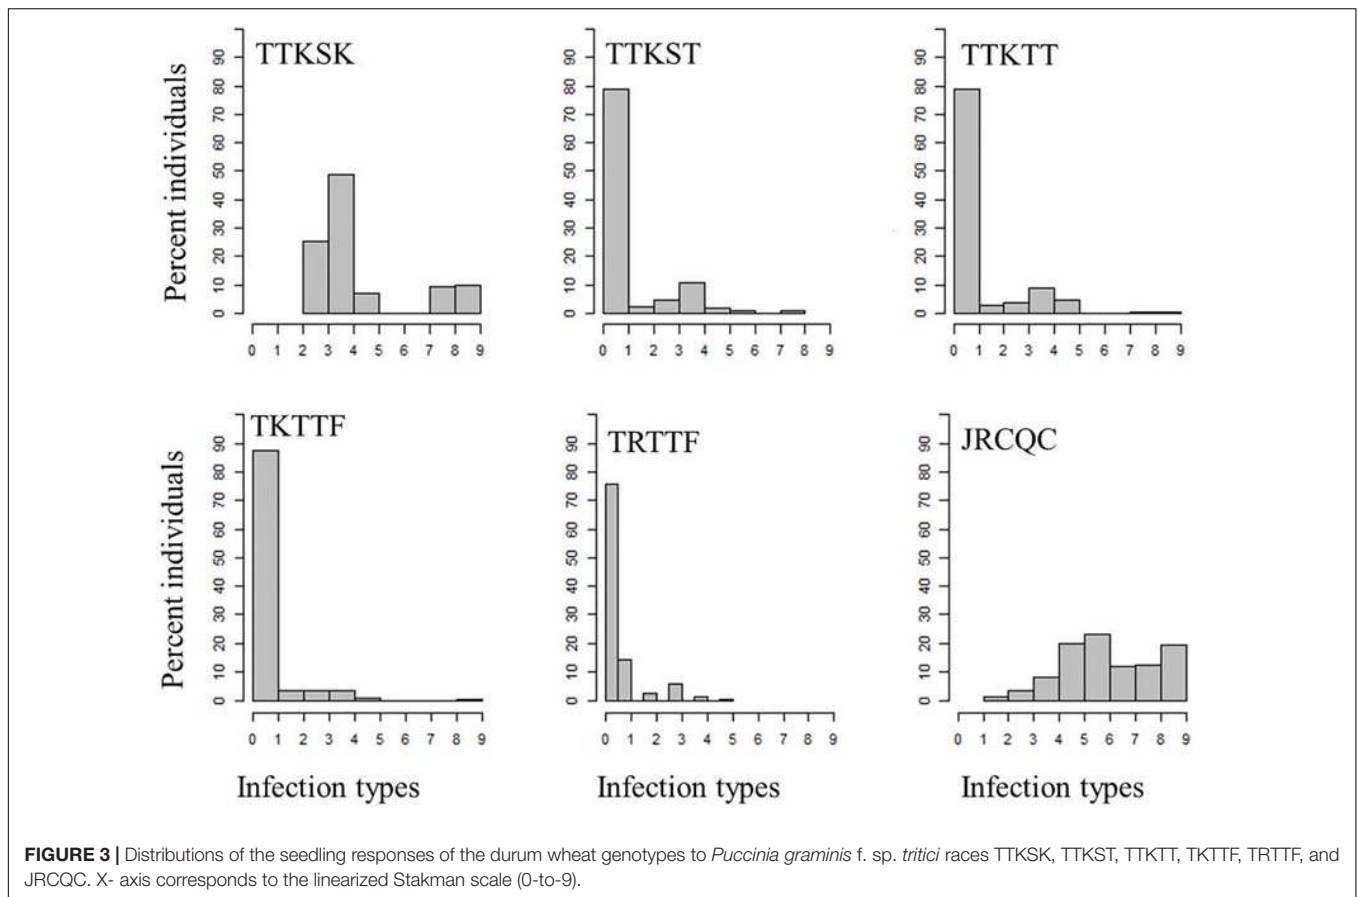 TTKSK
TTKST
TTKTT
Percent individuals
0 10 20 30 40 50 60 70 80 90
0 1 2 3 4 5 6 7 8 9
0 10 20 30 40 50 60 70 80 90
0 1 2 3 4 5 6 7 8 9
0 10 20 30 40 50 60 70 80 90
0 1 2 3 4 5 6 7 8 9
TKTTF
TRTTF
JRCQC
Percent individuals
0 10 20 30 40 50 60 70 80 90
0 1 2 3 4 5 6 7 8 9
0 10 20 30 40 50 60 70 80 90
0 1 2 3 4 5 6 7 8 9
0 10 20 30 40 50 60 70 80 90
0 1 2 3 4 5 6 7 8 9
Infection types
Infection types
Infection types
FIGURE 3 | Distributions of the seedling responses of the durum wheat genotypes to Puccinia graminis f. sp. tritici races TTKSK, TTKST, TTKTT, TKTTF, TRTTF, and
JRCQC. X- axis corresponds to the linearized Stakman scale (0-to-9).